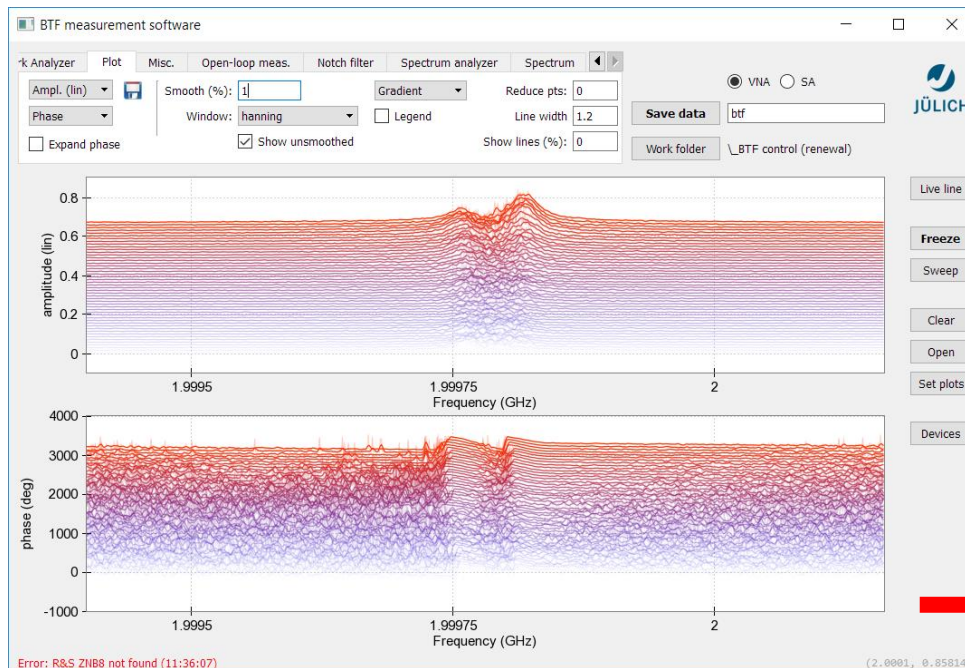 BTF measurement software
k Analyzer Plot Misc. Open-loop meas. Notch filter Spectrum analyzer Spectrum
Ampl. (lin) Smooth (%): 1 Gradient Reduce pts: 0
Phase Window: hanning Legend Line width 1.2
Expand phase Show unsmoothed Show lines (%): 0
VNA SA
Save data btf
Work folder \_BTF control (renewal)
JÜLICH
Live line
Freeze
Sweep
Clear
Open
Set plots
Devices
amplitude (lin)
0.8
0.6
0.4
0.2
0
1.9995 1.99975 2
Frequency (GHz)
phase (deg)
4000
3000
2000
1000
0
-1000
1.9995 1.99975 2
Frequency (GHz)
Error: R&S ZNB8 not found (11:36:07)
(2.0001, 0.85814